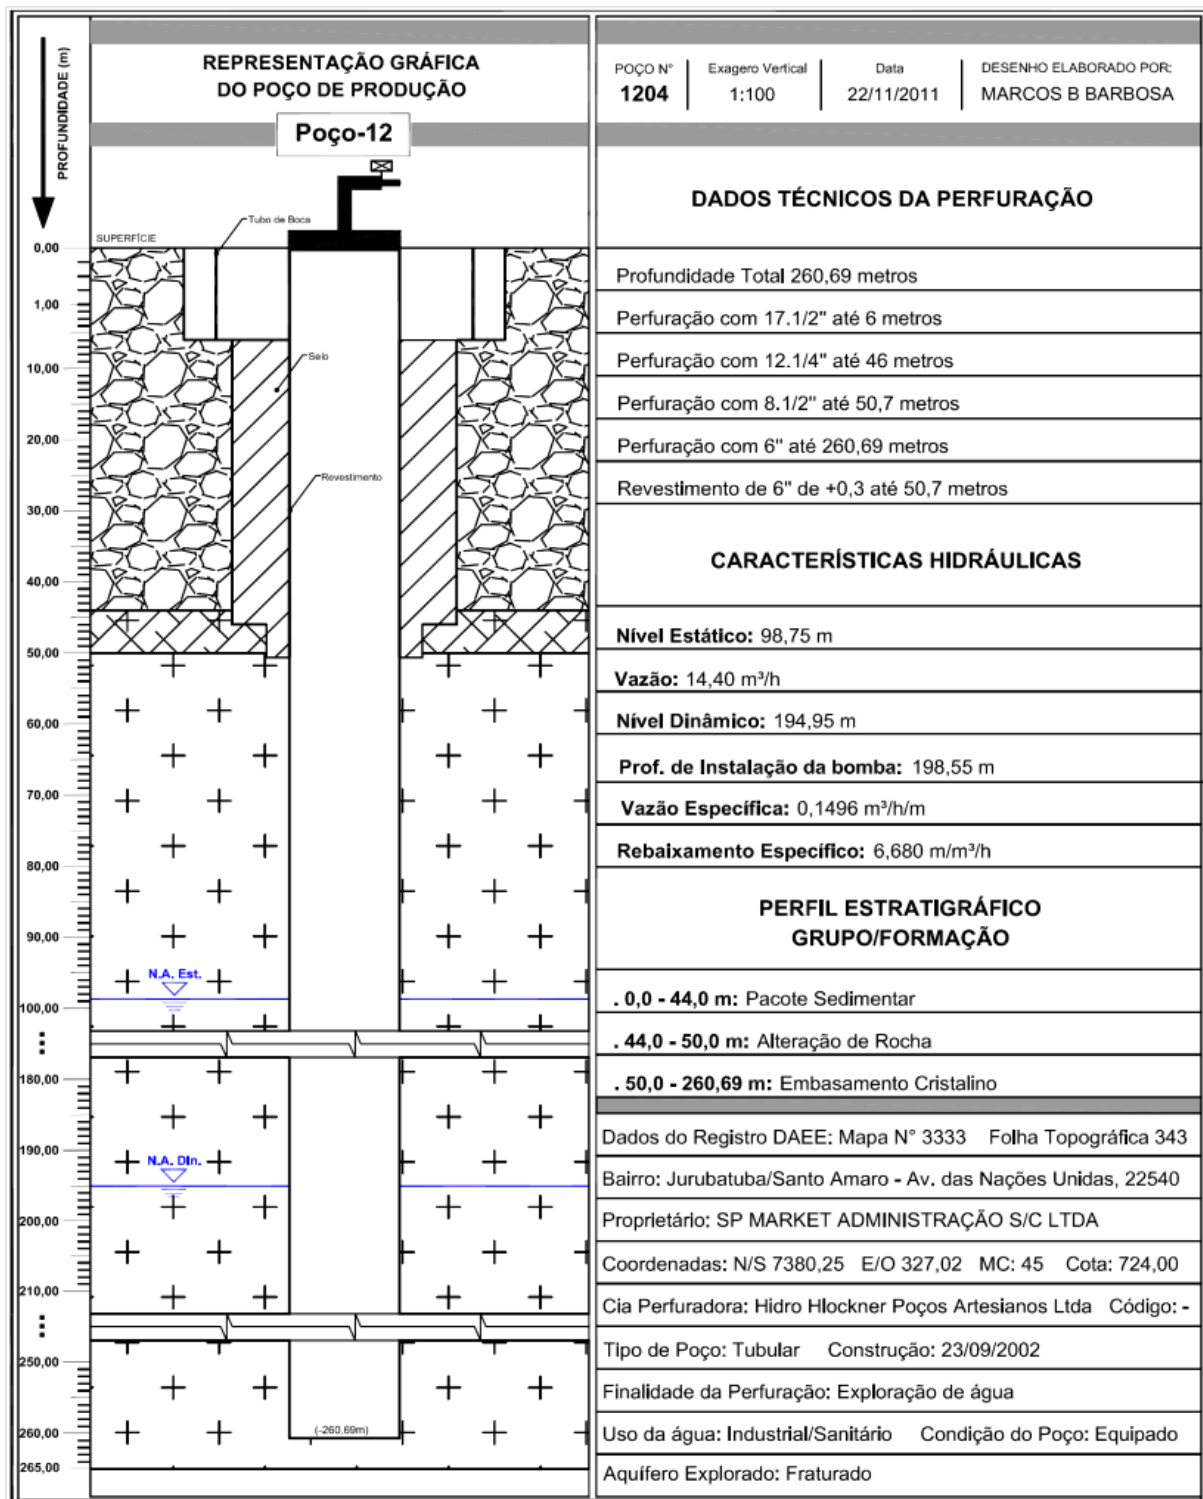 PROFUNDIDADE (m)
REPRESENTAÇÃO GRÁFICA
DO POÇO DE PRODUÇÃO
Poço-12
Tubo de Boca
SUPERFÍCIE
0,00
1,00
Selo
10,00
20,00
Revestimento
30,00
40,00
50,00
60,00
70,00
80,00
90,00
N.A. Est.
100,00
180,00
190,00
N.A. Din.
200,00
210,00
250,00
(-260,69m)
260,00
265,00
POÇO N° Exagero Vertical Data DESENHO ELABORADO POR:
1204 1:100 22/11/2011 MARCOS B BARBOSA
DADOS TÉCNICOS DA PERFURAÇÃO
Profundidade Total 260,69 metros
Perfuração com 17.1/2" até 6 metros
Perfuração com 12.1/4" até 46 metros
Perfuração com 8.1/2" até 50,7 metros
Perfuração com 6" até 260,69 metros
Revestimento de 6" de +0,3 até 50,7 metros
CARACTERÍSTICAS HIDRÁULICAS
Nível Estático: 98,75 m
Vazão: 14,40 m³/h
Nível Dinâmico: 194,95 m
Prof. de Instalação da bomba: 198,55 m
Vazão Específica: 0,1496 m³/h/m
Rebaixamento Específico: 6,680 m/m³/h
PERFIL ESTRATIGRÁFICO
GRUPO/FORMAÇÃO
. 0,0 - 44,0 m: Pacote Sedimentar
. 44,0 - 50,0 m: Alteração de Rocha
. 50,0 - 260,69 m: Embasamento Cristalino
Dados do Registro DAEE: Mapa N° 3333 Folha Topográfica 343
Bairro: Jurubatuba/Santo Amaro - Av. das Nações Unidas, 22540
Proprietário: SP MARKET ADMINISTRAÇÃO S/C LTDA
Coordenadas: N/S 7380,25 E/O 327,02 MC: 45 Cota: 724,00
Cia Perfuradora: Hidro Hlockner Poços Artesianos Ltda Código: -
Tipo de Poço: Tubular Construção: 23/09/2002
Finalidade da Perfuração: Exploração de água
Uso da água: Industrial/Sanitário Condição do Poço: Equipado
Aquífero Explorado: Fraturado